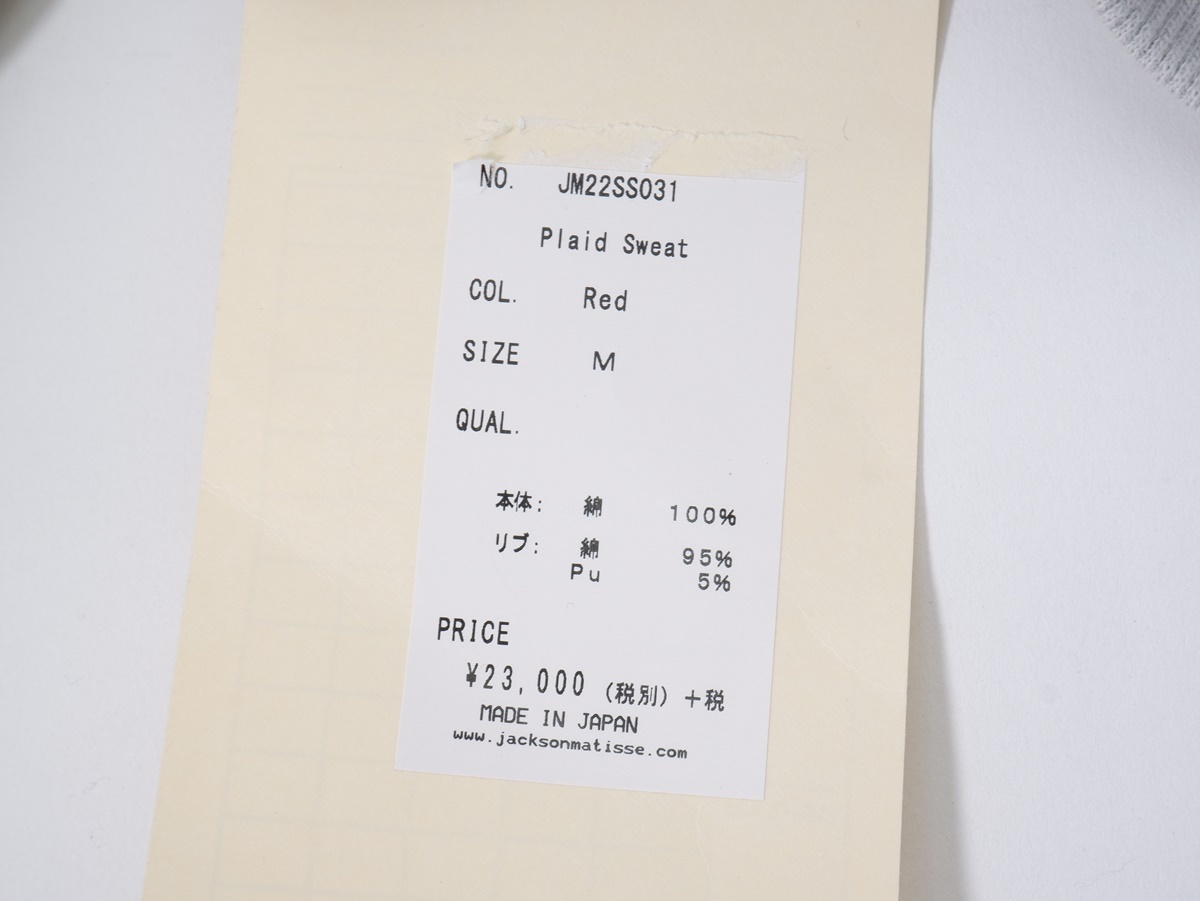 NO. JM22SS031
Plaid Sweat
COL. Red
SIZE M
QUAL.
本体: 綿 100%
リブ: 綿 95%
Pu 5%
PRICE
¥23,000 (税別)+税
MADE IN JAPAN
www.jacksonmatisse.com